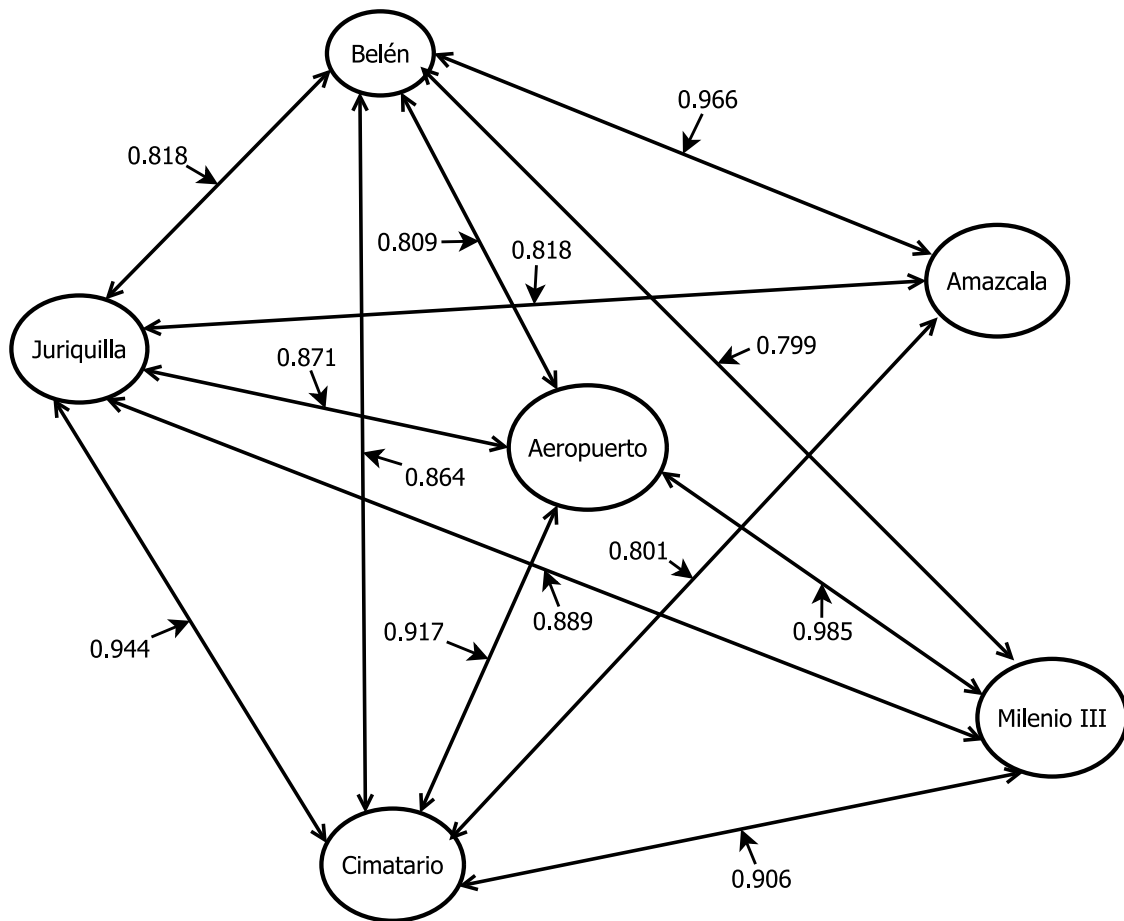 Belén
0.966
0.818
0.809
0.818
Amazcala
Juriquilla
0.871
0.799
Aeropuerto
0.864
0.801
0.889
0.985
0.917
0.944
Milenio III
Cimatario
0.906